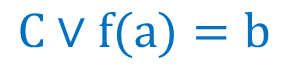 C ∨ f(a) = b